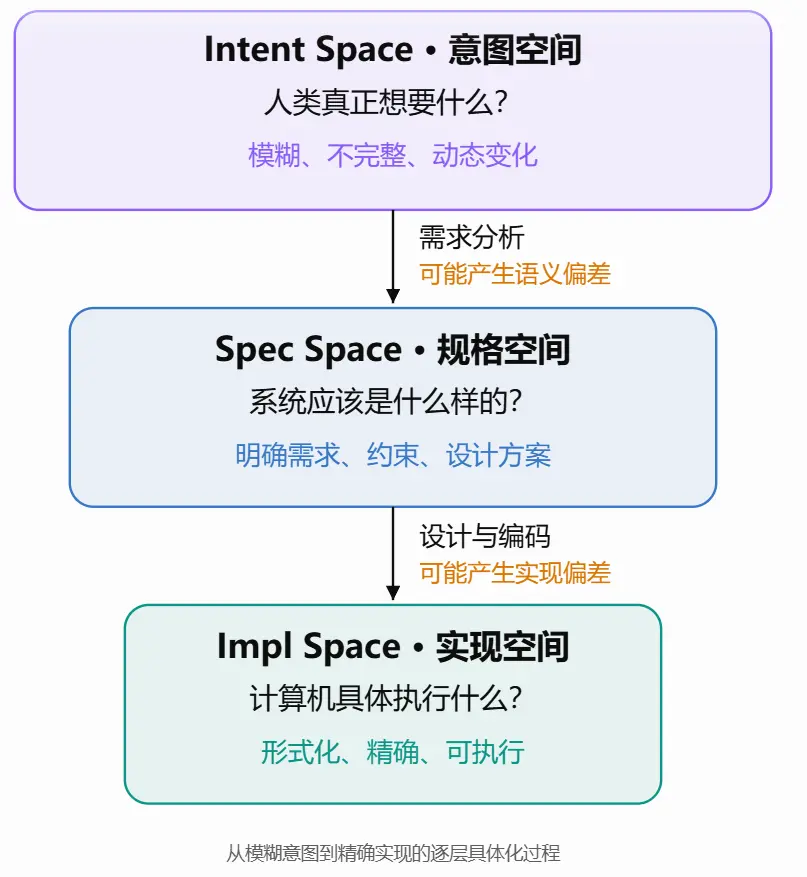 Intent Space • 意图空间
人类真正想要什么？
模糊、不完整、动态变化
需求分析
可能产生语义偏差
Spec Space • 规格空间
系统应该是什么样的？
明确需求、约束、设计方案
设计与编码
可能产生实现偏差
Impl Space • 实现空间
计算机具体执行什么？
形式化、精确、可执行
从模糊意图到精确实现的逐层具体化过程